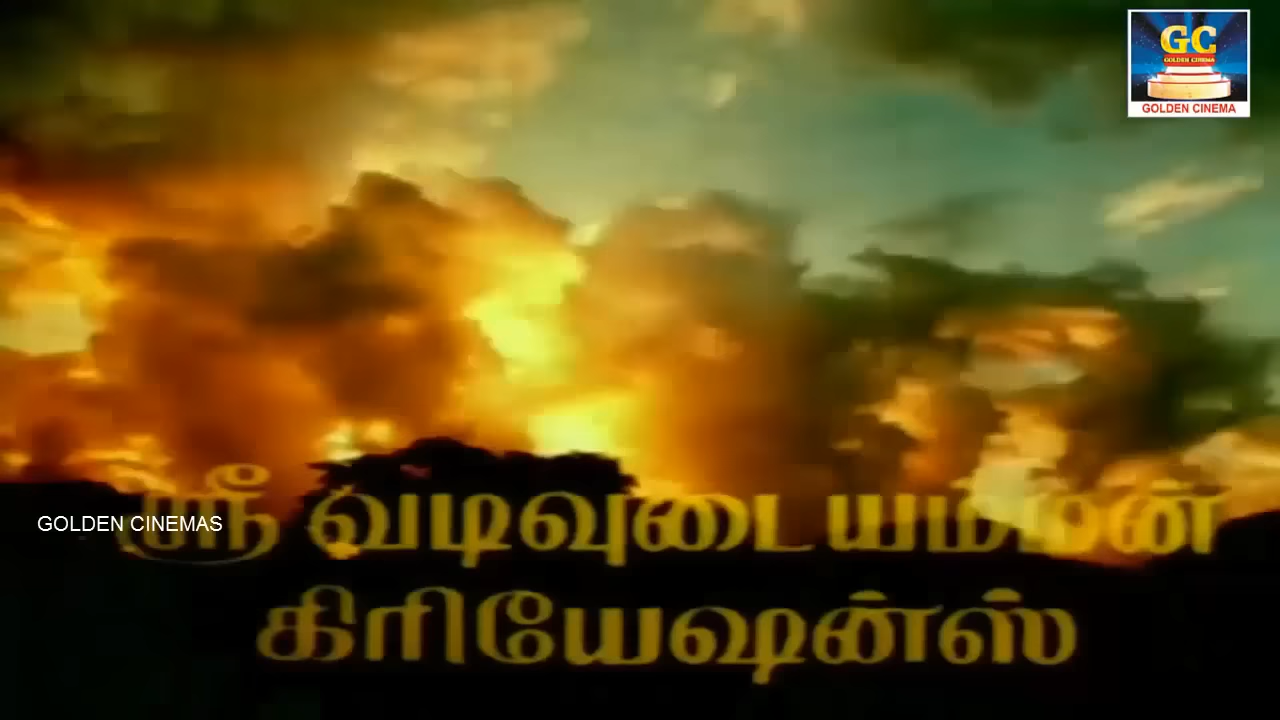 GC
GOLDEN CINEMA
GOLDEN CINEMA
GOLDEN CINEMAS
ஸ்ரீ வடிவுடையம்மன்
கிரியேஷன்ஸ்